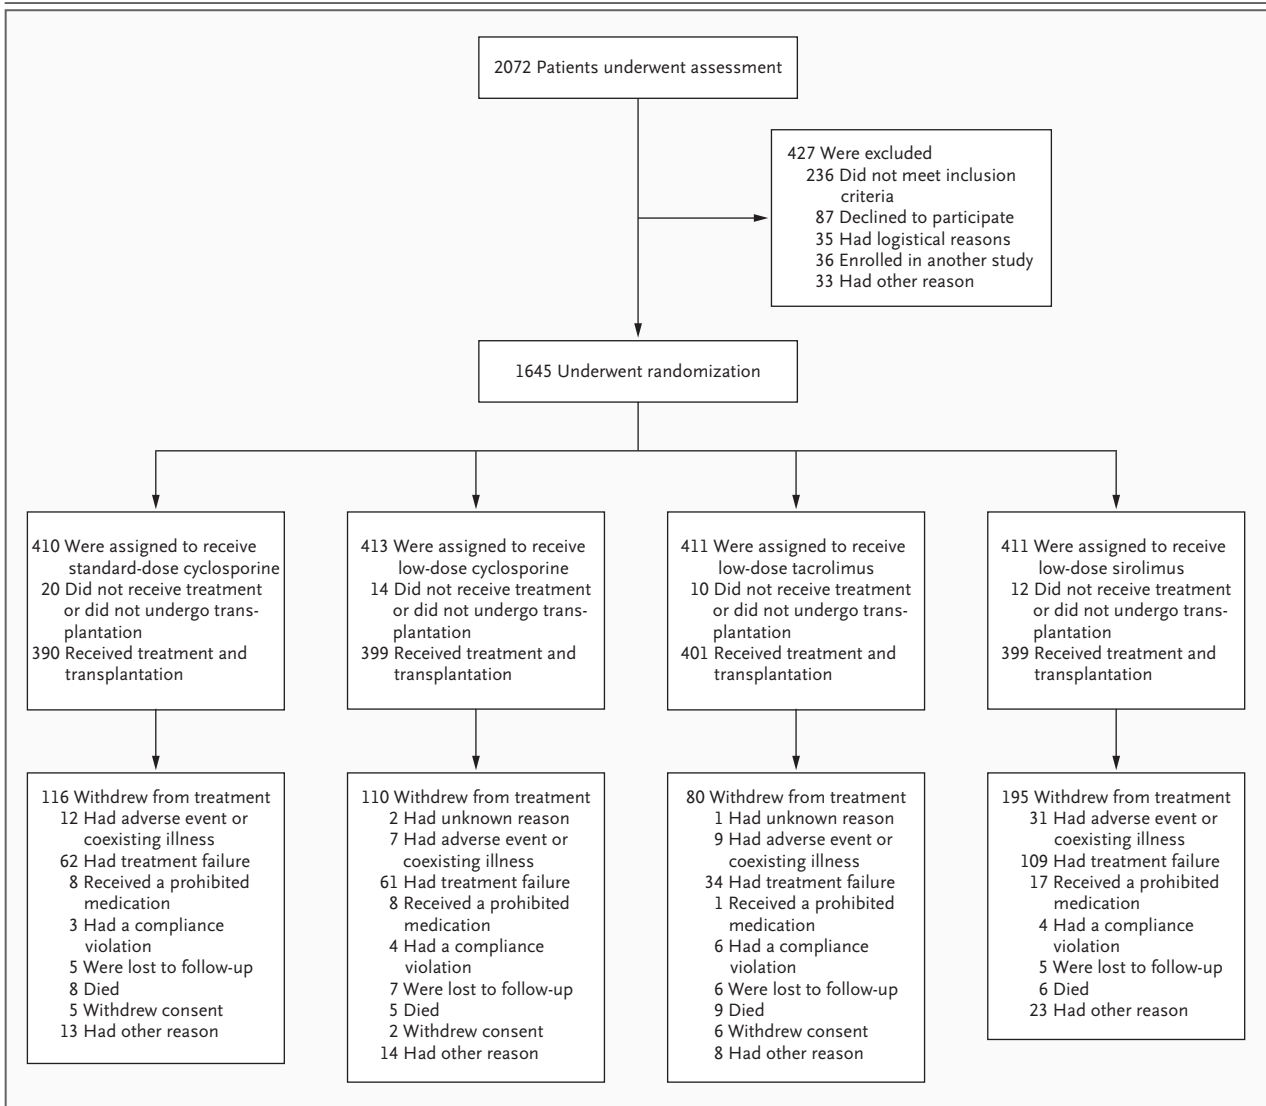 2072 Patients underwent assessment
427 Were excluded
236 Did not meet inclusion
criteria
87 Declined to participate
35 Had logistical reasons
36 Enrolled in another study
33 Had other reason
1645 Underwent randomization
410 Were assigned to receive
standard-dose cyclosporine
20 Did not receive treatment
or did not undergo trans-
plantation
390 Received treatment and
transplantation
413 Were assigned to receive
low-dose cyclosporine
14 Did not receive treatment
or did not undergo trans-
plantation
399 Received treatment and
transplantation
411 Were assigned to receive
low-dose tacrolimus
10 Did not receive treatment
or did not undergo trans-
plantation
401 Received treatment and
transplantation
411 Were assigned to receive
low-dose sirolimus
12 Did not receive treatment
or did not undergo trans-
plantation
399 Received treatment and
transplantation
116 Withdrew from treatment
12 Had adverse event or
coexisting illness
62 Had treatment failure
8 Received a prohibited
medication
3 Had a compliance
violation
5 Were lost to follow-up
8 Died
5 Withdrew consent
13 Had other reason
110 Withdrew from treatment
2 Had unknown reason
7 Had adverse event or
coexisting illness
61 Had treatment failure
8 Received a prohibited
medication
4 Had a compliance
violation
7 Were lost to follow-up
5 Died
2 Withdrew consent
14 Had other reason
80 Withdrew from treatment
1 Had unknown reason
9 Had adverse event or
coexisting illness
34 Had treatment failure
1 Received a prohibited
medication
6 Had a compliance
violation
6 Were lost to follow-up
9 Died
6 Withdrew consent
8 Had other reason
195 Withdrew from treatment
31 Had adverse event or
coexisting illness
109 Had treatment failure
17 Received a prohibited
medication
4 Had a compliance
violation
5 Were lost to follow-up
6 Died
23 Had other reason